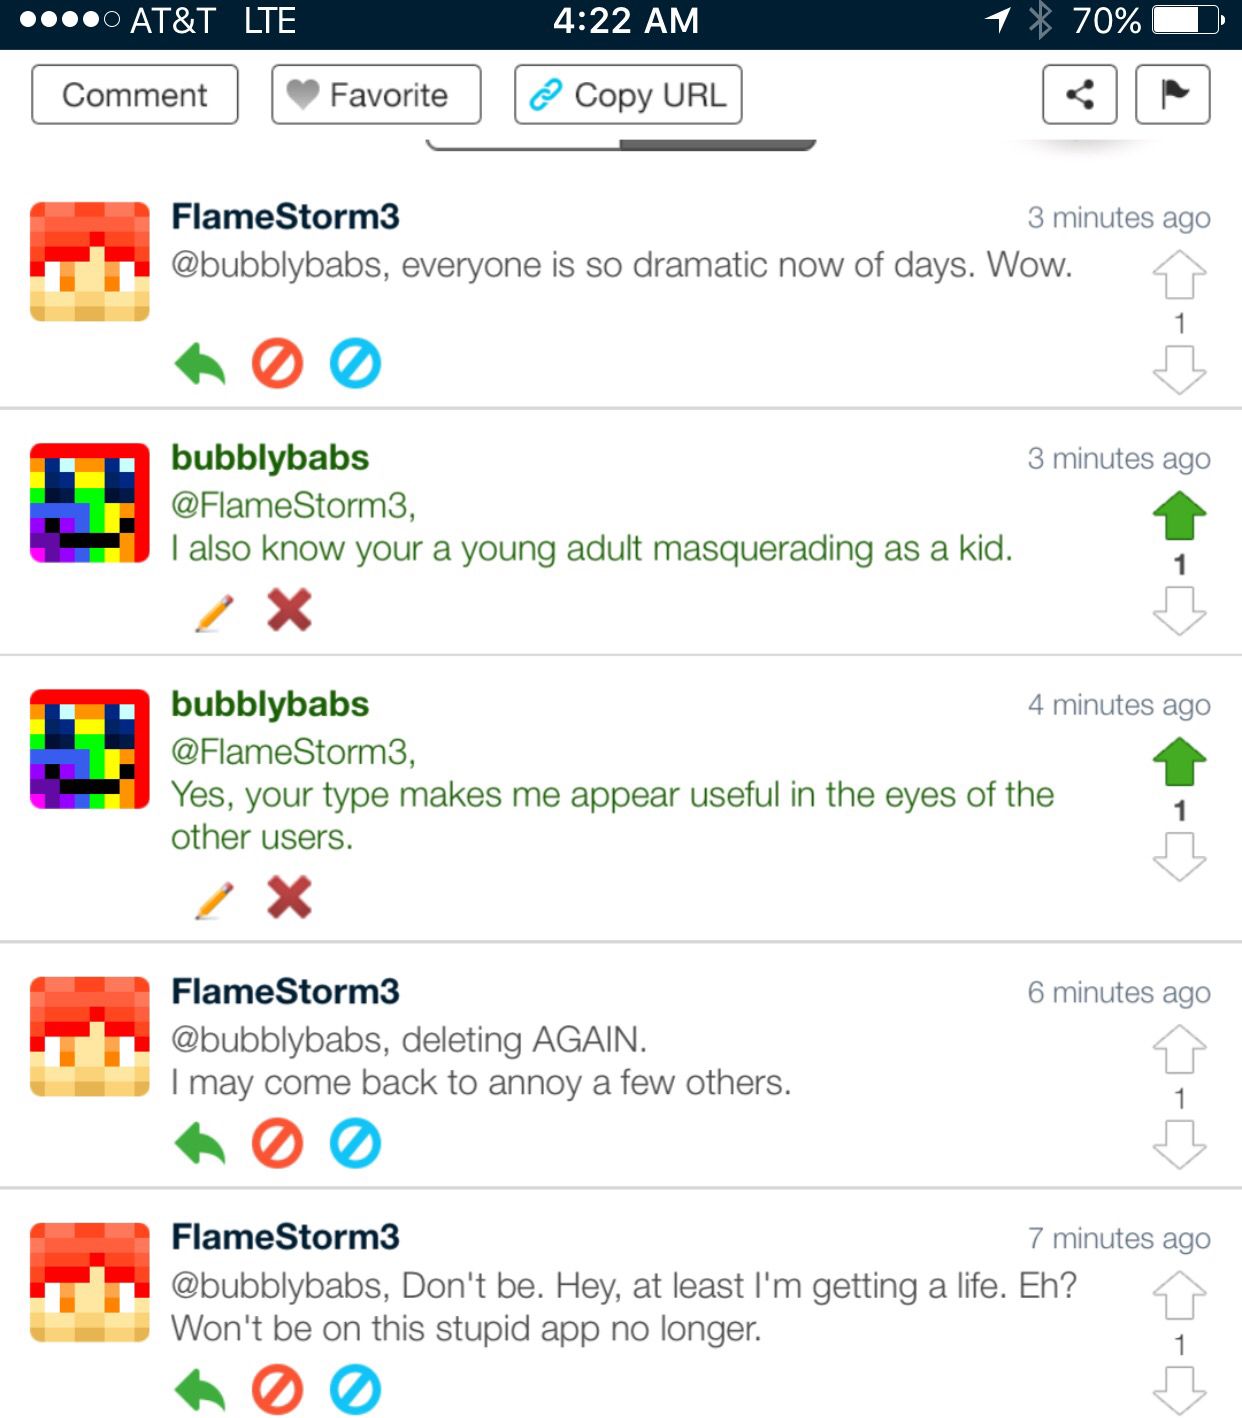 AT&T LTE 4:22 AM 70%
Comment Favorite Copy URL
FlameStorm3 3 minutes ago
@bubblybabs, everyone is so dramatic now of days. Wow.
1
bubblybabs 3 minutes ago
@FlameStorm3,
I also know your a young adult masquerading as a kid.
1
bubblybabs 4 minutes ago
@FlameStorm3,
Yes, your type makes me appear useful in the eyes of the
other users.
1
FlameStorm3 6 minutes ago
@bubblybabs, deleting AGAIN.
I may come back to annoy a few others.
1
FlameStorm3 7 minutes ago
@bubblybabs, Don't be. Hey, at least I'm getting a life. Eh?
Won't be on this stupid app no longer.
1